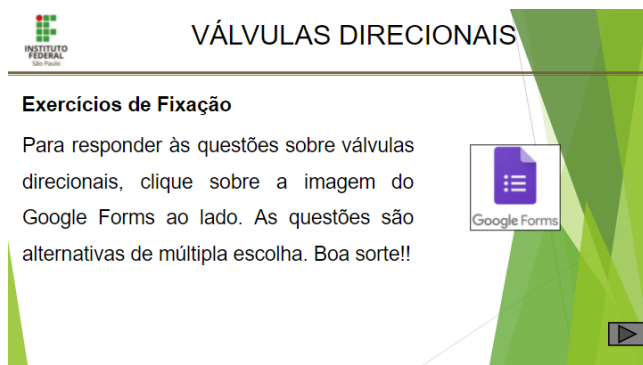 INSTITUTO
FEDERAL
São Paulo
VÁLVULAS DIRECIONAIS
Exercícios de Fixação
Para responder às questões sobre válvulas
direcionais, clique sobre a imagem do
Google Forms ao lado. As questões são
alternativas de múltipla escolha. Boa sorte!!
Google Forms